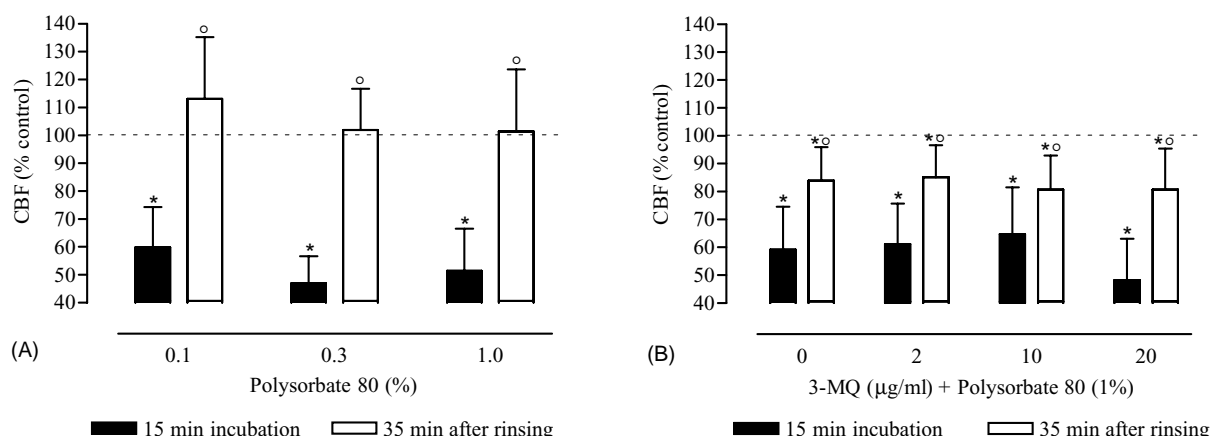 140
130
120
110
100
90
80
70
60
50
40
CBF (% control)
* ○ * ○ * ○
0.1 0.3 1.0
(A)
Polysorbate 80 (%)
15 min incubation 35 min after rinsing
140
130
120
110
100
90
80
70
60
50
40
CBF (% control)
* *○ * *○ * *○ * *○
0 2 10 20
(B)
3-MQ (μg/ml) + Polysorbate 80 (1%)
15 min incubation 35 min after rinsing